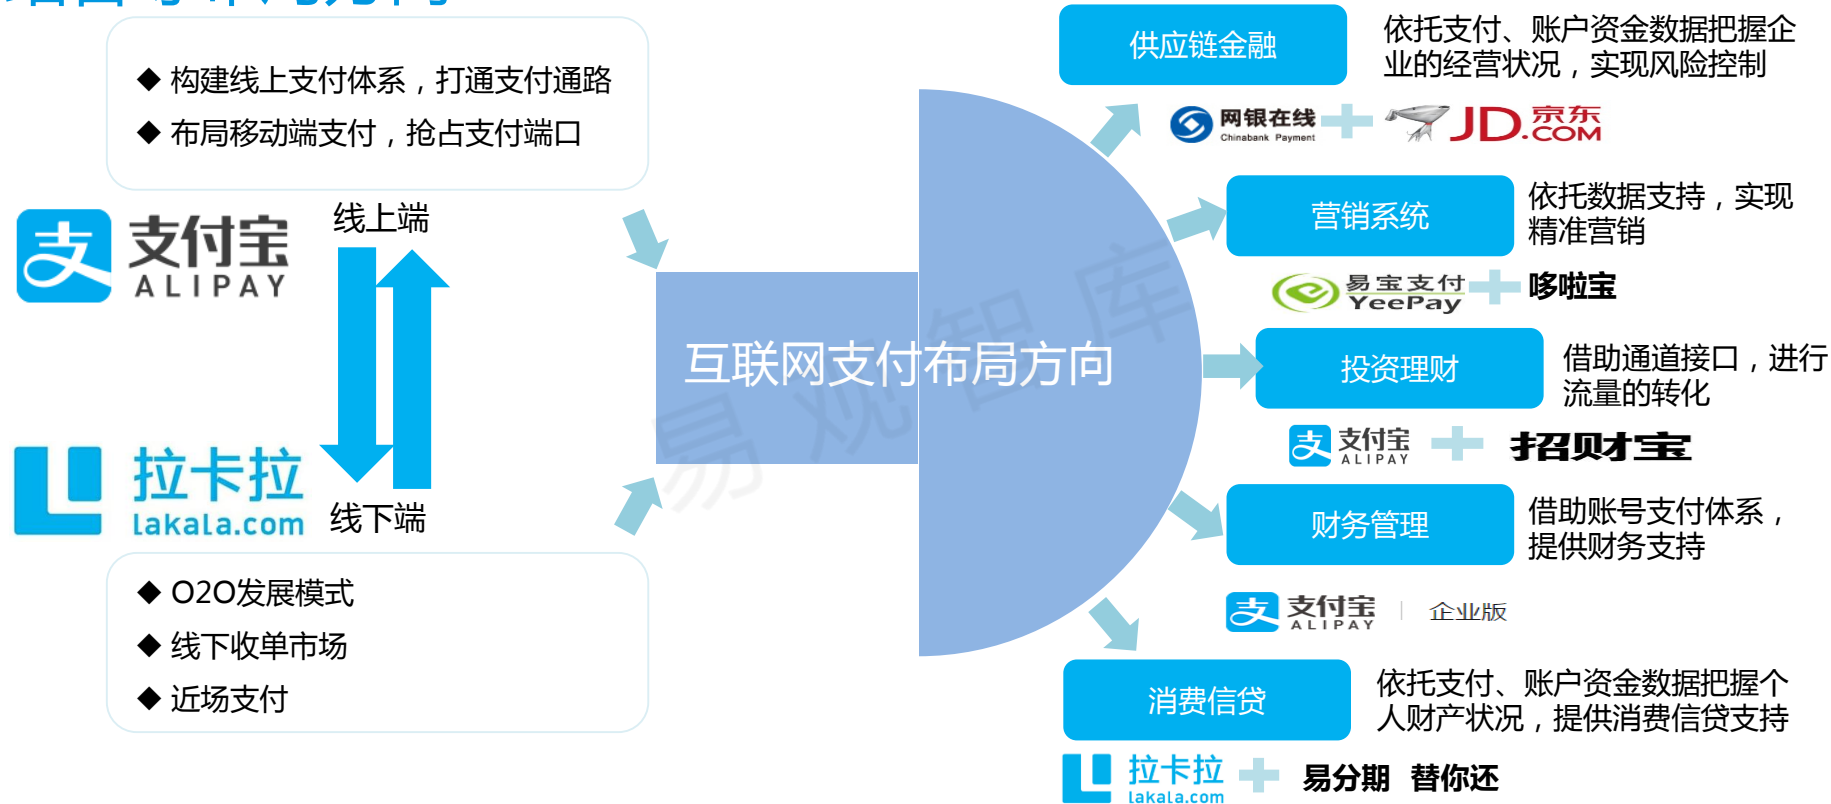 构建线上支付体系，打通支付通路
布局移动端支付，抢占支付端口
支付宝
ALIPAY
线上端
拉卡拉
lakala.com
线下端
O2O发展模式
线下收单市场
近场支付
互联网支付布局方向
易观智库
供应链金融
依托支付、账户资金数据把握企
业的经营状况，实现风险控制
网银在线
Chinabank Payment
JD.京东
.COM
营销系统
依托数据支持，实现
精准营销
易宝支付
YeePay
哆啦宝
投资理财
借助通道接口，进行
流量的转化
支付宝
ALIPAY
招财宝
财务管理
借助账号支付体系，
提供财务支持
支付宝
ALIPAY
企业版
消费信贷
依托支付、账户资金数据把握个
人财产状况，提供消费信贷支持
拉卡拉
lakala.com
易分期 替你还